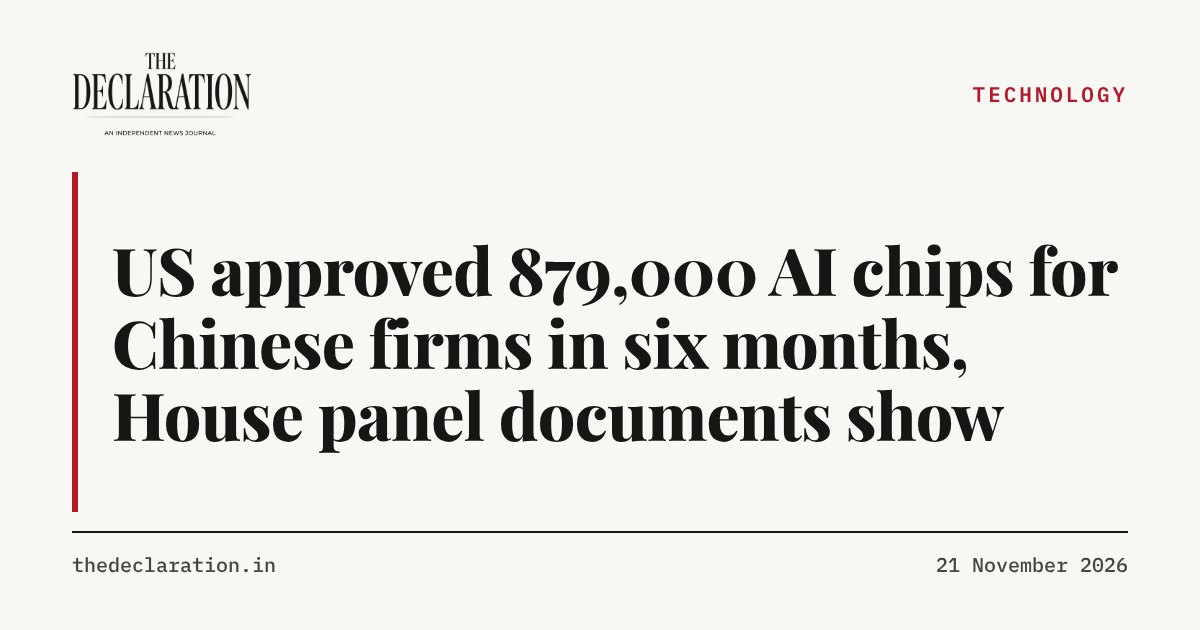 THE
DECLARATION
AN INDEPENDENT NEWS JOURNAL
TECHNOLOGY
US approved 879,000 AI chips for
Chinese firms in six months,
House panel documents show
thedeclaration.in
21 November 2026